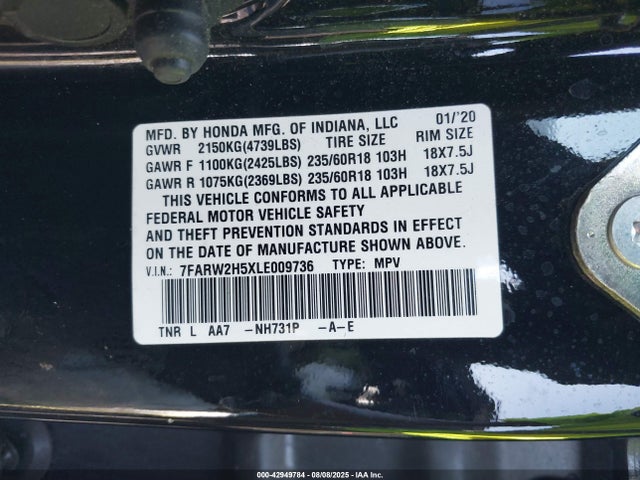 MFD. BY HONDA MFG. OF INDIANA, LLC 01/'20
GVWR 2150KG(4739LBS) TIRE SIZE RIM SIZE
GAWR F 1100KG(2425LBS) 235/60R18 103H 18X7.5J
GAWR R 1075KG(2369LBS) 235/60R18 103H 18X7.5J
THIS VEHICLE CONFORMS TO ALL APPLICABLE
FEDERAL MOTOR VEHICLE SAFETY
AND THEFT PREVENTION STANDARDS IN EFFECT
ON THE DATE OF MANUFACTURE SHOWN ABOVE.
V.I.N.: 7FARW2H5XLE009736 TYPE: MPV
TNR L AA7 -NH731P -A-E
000-42949784 - 08/08/2025 - IAA Inc.